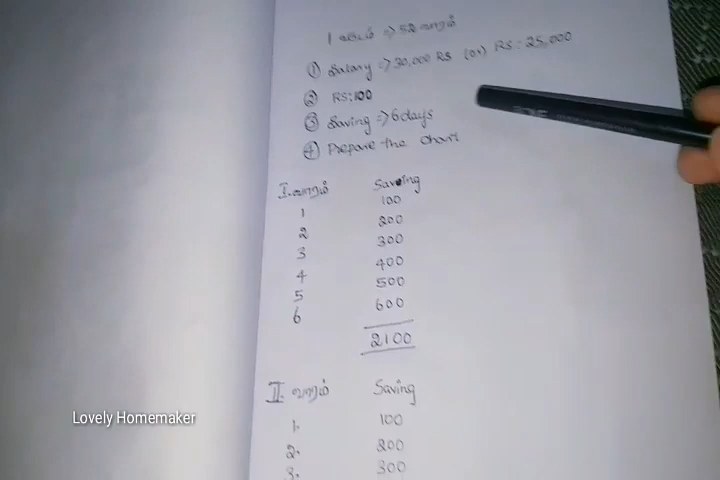 1 வருடம் => 52 வாரம்
① Salary => 30,000 RS (or) RS: 25,000
② RS:100
③ Saving => 6 days
④ Prepare the chart
I. வாரம் Saving
1 100
2 200
3 300
4 400
5 500
6 600
2100
II. வாரம் Saving
1. 100
2. 200
3. 300
Lovely Homemaker